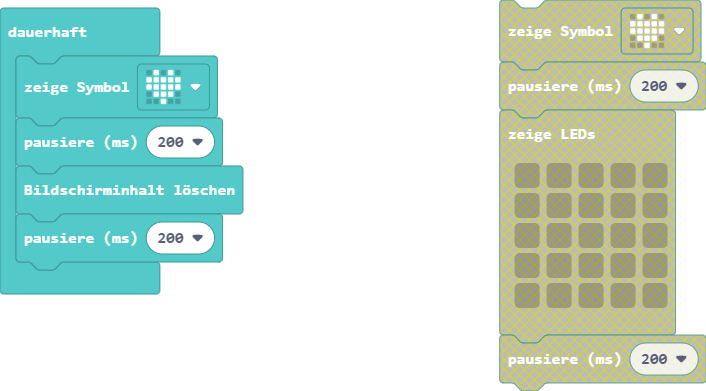 dauerhaft
zeige Symbol
pausiere (ms) 200
Bildschirminhalt löschen
pausiere (ms) 200
zeige Symbol
pausiere (ms) 200
zeige LEDs
pausiere (ms) 200